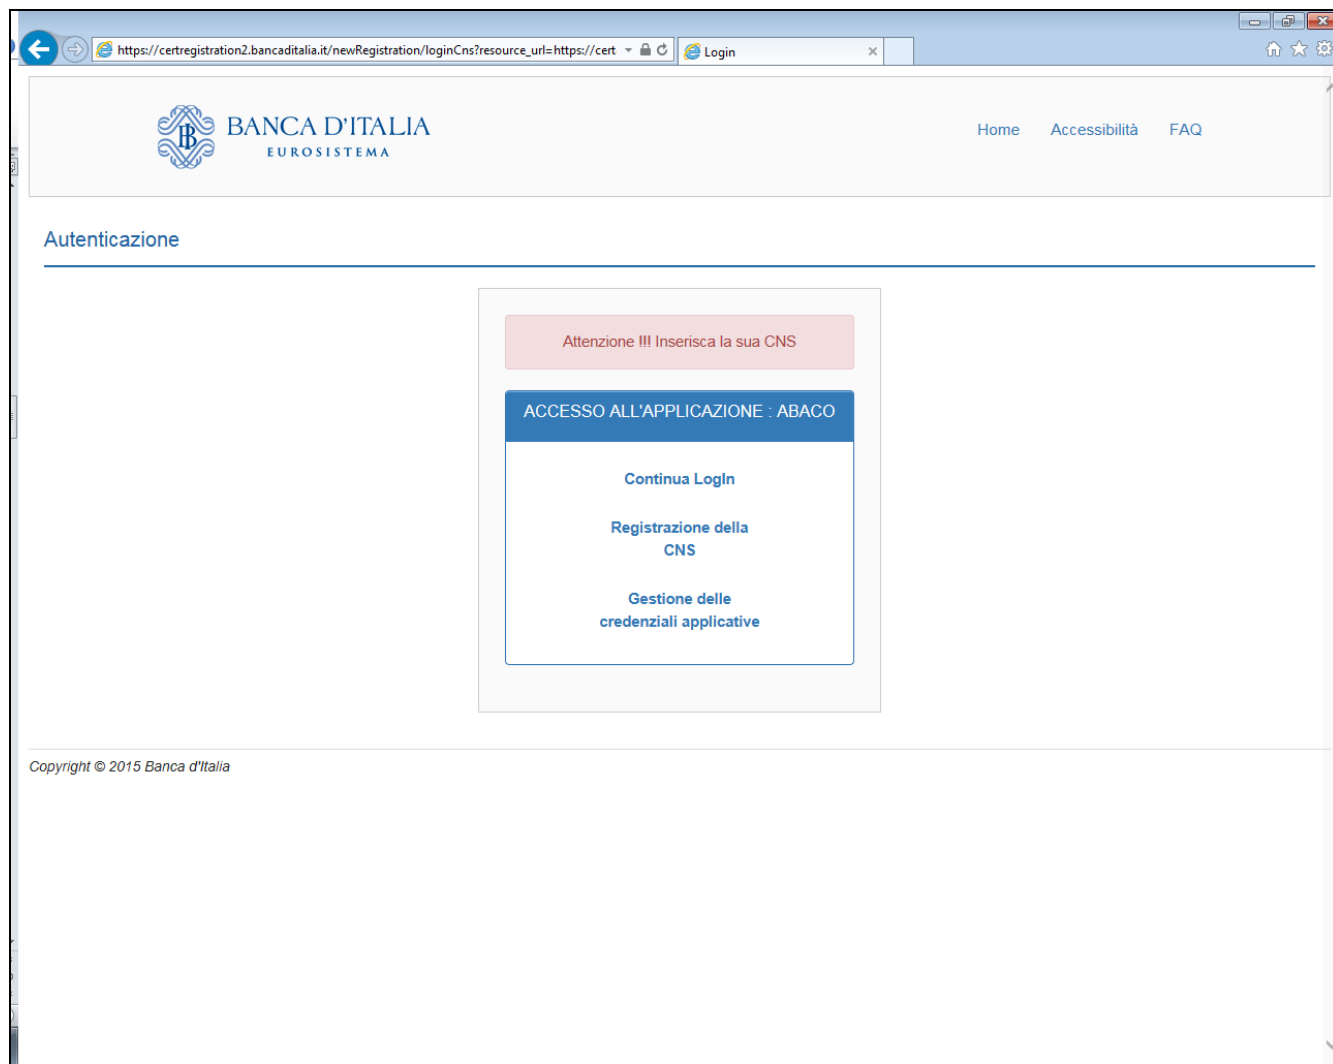 https://certregistration2.bancaditalia.it/newRegistration/loginCns?resource_url=https://cert
Login
BANCA D'ITALIA
EUROSISTEMA
Home Accessibilità FAQ
Autenticazione
Attenzione !!! Inserisca la sua CNS
ACCESSO ALL'APPLICAZIONE : ABACO
Continua LogIn
Registrazione della
CNS
Gestione delle
credenziali applicative
Copyright © 2015 Banca d'Italia